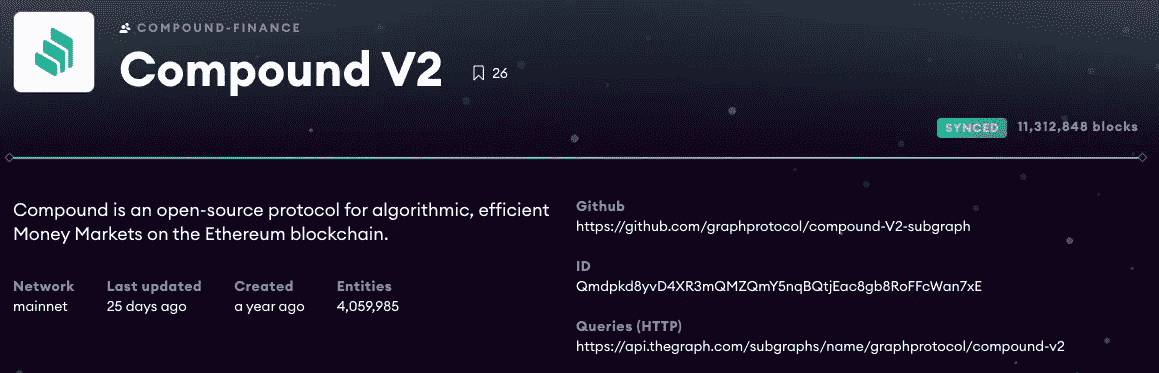 COMPOUND-FINANCE
Compound V2
26
SYNCED 11,312,848 blocks
Compound is an open-source protocol for algorithmic, efficient
Money Markets on the Ethereum blockchain.
Network Last updated Created Entities
mainnet 25 days ago a year ago 4,059,985
Github
https://github.com/graphprotocol/compound-V2-subgraph
ID
Qmdpkd8yvD4XR3mQMZQmY5nqBQtjEac8gb8RoFFcWan7xE
Queries (HTTP)
https://api.thegraph.com/subgraphs/name/graphprotocol/compound-v2